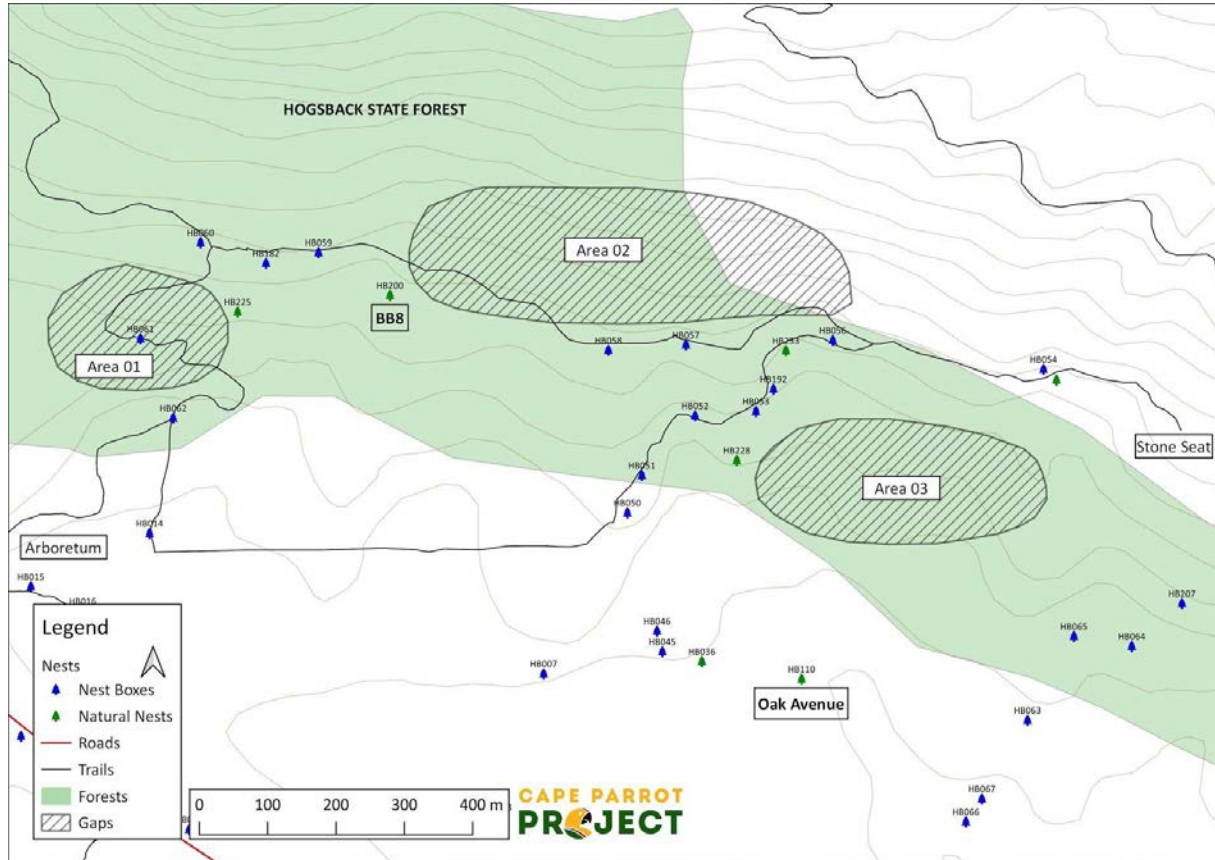 HOGSBACK STATE FOREST
HB060
HB182
HB059
Area 02
HB225
HB200
BB8
HB061
Area 01
HB058
HB057
HB233
HB056
HB054
HB192
HB053
HB052
HB062
Stone Seat
HB228
HB051
Area 03
HB050
HB014
Arboretum
HB015
HB016
HB207
HB046
HB045
HB036
HB065
HB064
HB007
HB110
Oak Avenue
HB063
HB067
HB066
Legend
Nests
Nest Boxes
Natural Nests
Roads
Trails
Forests
Gaps
0 100 200 300 400 m
CAPE PARROT
PROJECT